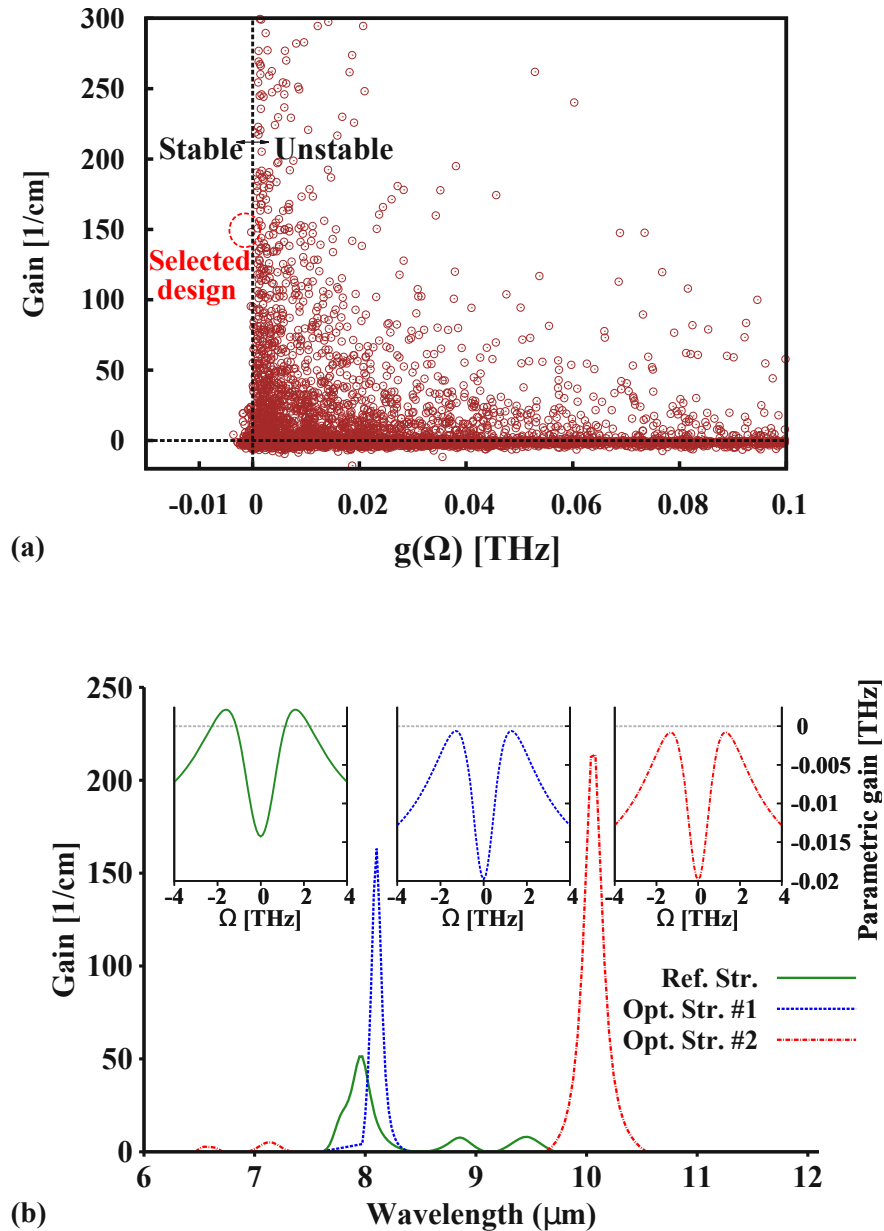 300
250
200
150
100
50
0
Gain [1/cm]
Stable
Unstable
Selected
design
-0.01
0
0.02
0.04
0.06
0.08
0.1
(a)
g(Ω) [THz]
250
200
150
100
50
0
Gain [1/cm]
-4
-2
0
2
4
Ω [THz]
-4
-2
0
2
4
Ω [THz]
-4
-2
0
2
4
Ω [THz]
0
-0.005
-0.01
-0.015
-0.02
Parametric gain [THz]
Ref. Str.
Opt. Str. #1
Opt. Str. #2
6
7
8
9
10
11
12
(b)
Wavelength (μm)